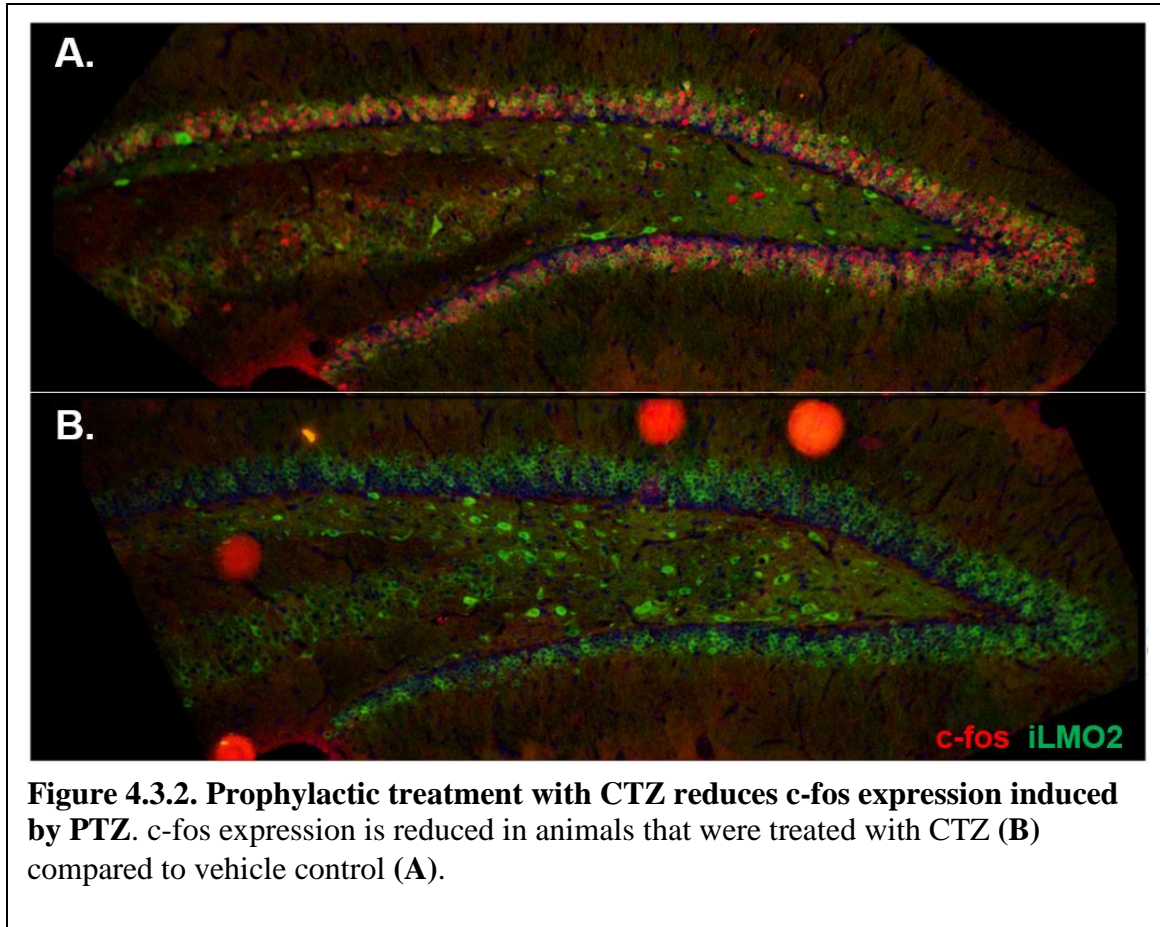 A.
B.
c-fos iLMO2
Figure 4.3.2. Prophylactic treatment with CTZ reduces c-fos expression induced
by PTZ. c-fos expression is reduced in animals that were treated with CTZ (B)
compared to vehicle control (A).